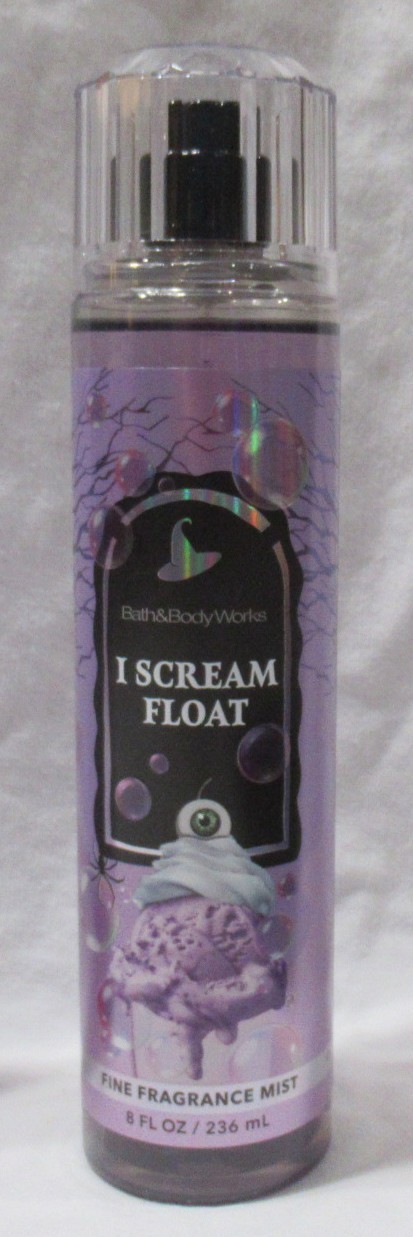 Bath&BodyWorks
I SCREAM
FLOAT
FINE FRAGRANCE MIST
8 FL OZ / 236 mL